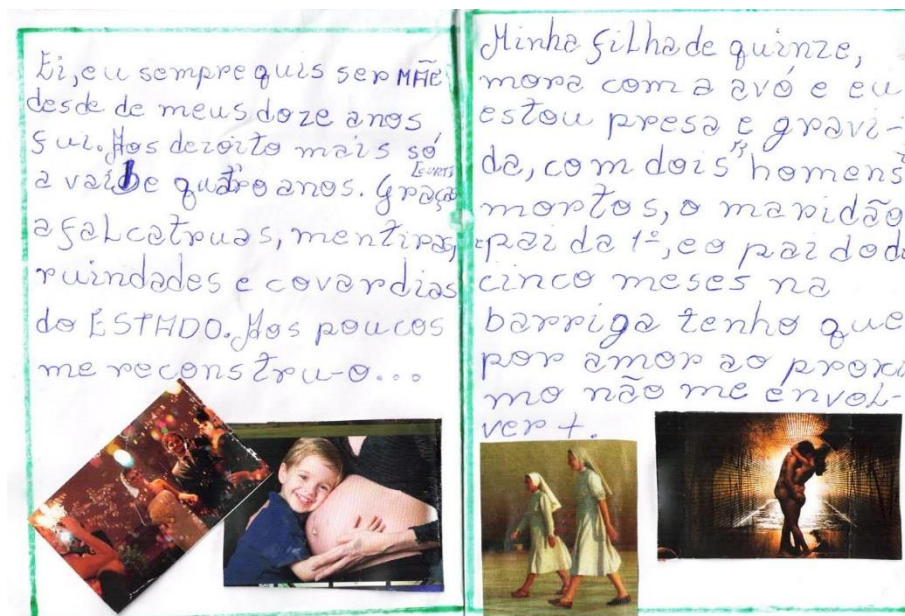 Ei, eu sempre quis ser MÃE
desde de meus doze anos
fui. Aos dezoito mais só
a vai de quatro anos. Graças
a falcatruas, mentiras,
ruindades e covardias
do ESTADO. Aos poucos
me reconstru-o...
Minha filha de quinze,
mora com a avó e eu
estou presa e gravi-
da, com dois homens
mortos, o maridão
pai da 1º, e o pai do de
cinco meses na
barriga tenho que
por amor ao proxi
mo não me envol-
ver +.